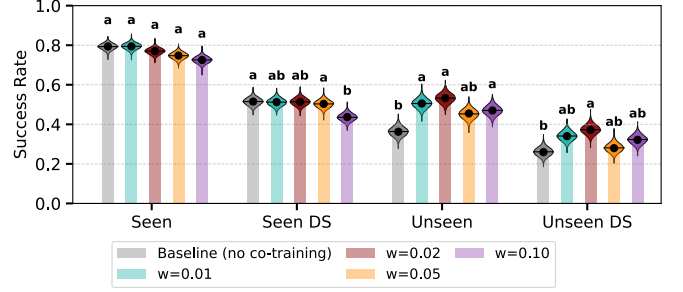 1.0
0.8
0.6
0.4
0.2
0.0
Success Rate
a a a a a
a ab ab a b
b a a ab a
b ab a ab ab
Seen Seen DS Unseen Unseen DS
Baseline (no co-training) w=0.02 w=0.10
w=0.01 w=0.05